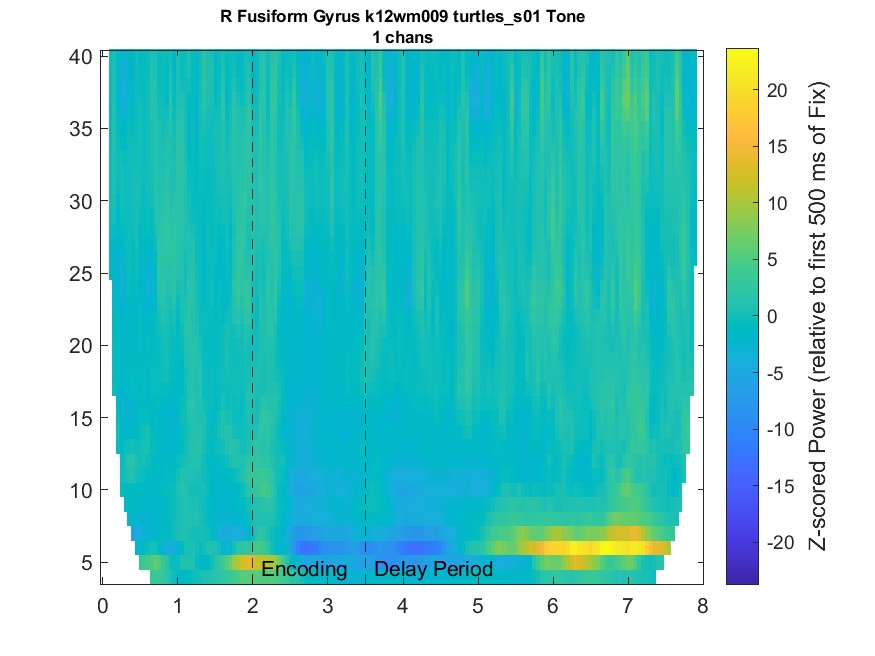 R Fusiform Gyrus k12wm009 turtles_s01 Tone
1 chans
40
35
30
25
20
15
10
5
Encoding
Delay Period
0 1 2 3 4 5 6 7 8
20
15
10
5
0
-5
-10
-15
-20
Z-scored Power (relative to first 500 ms of Fix)